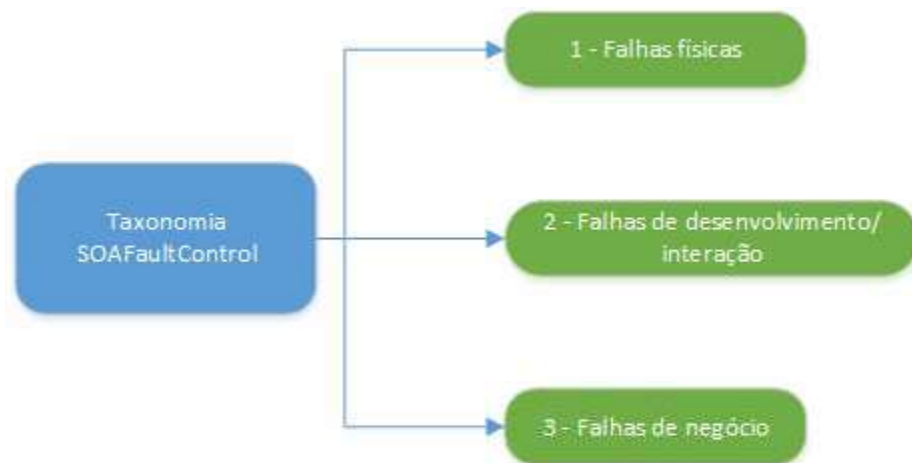 Taxonomia
SOAFaultControl
1 - Falhas físicas
2 - Falhas de desenvolvimento/
interação
3 - Falhas de negócio